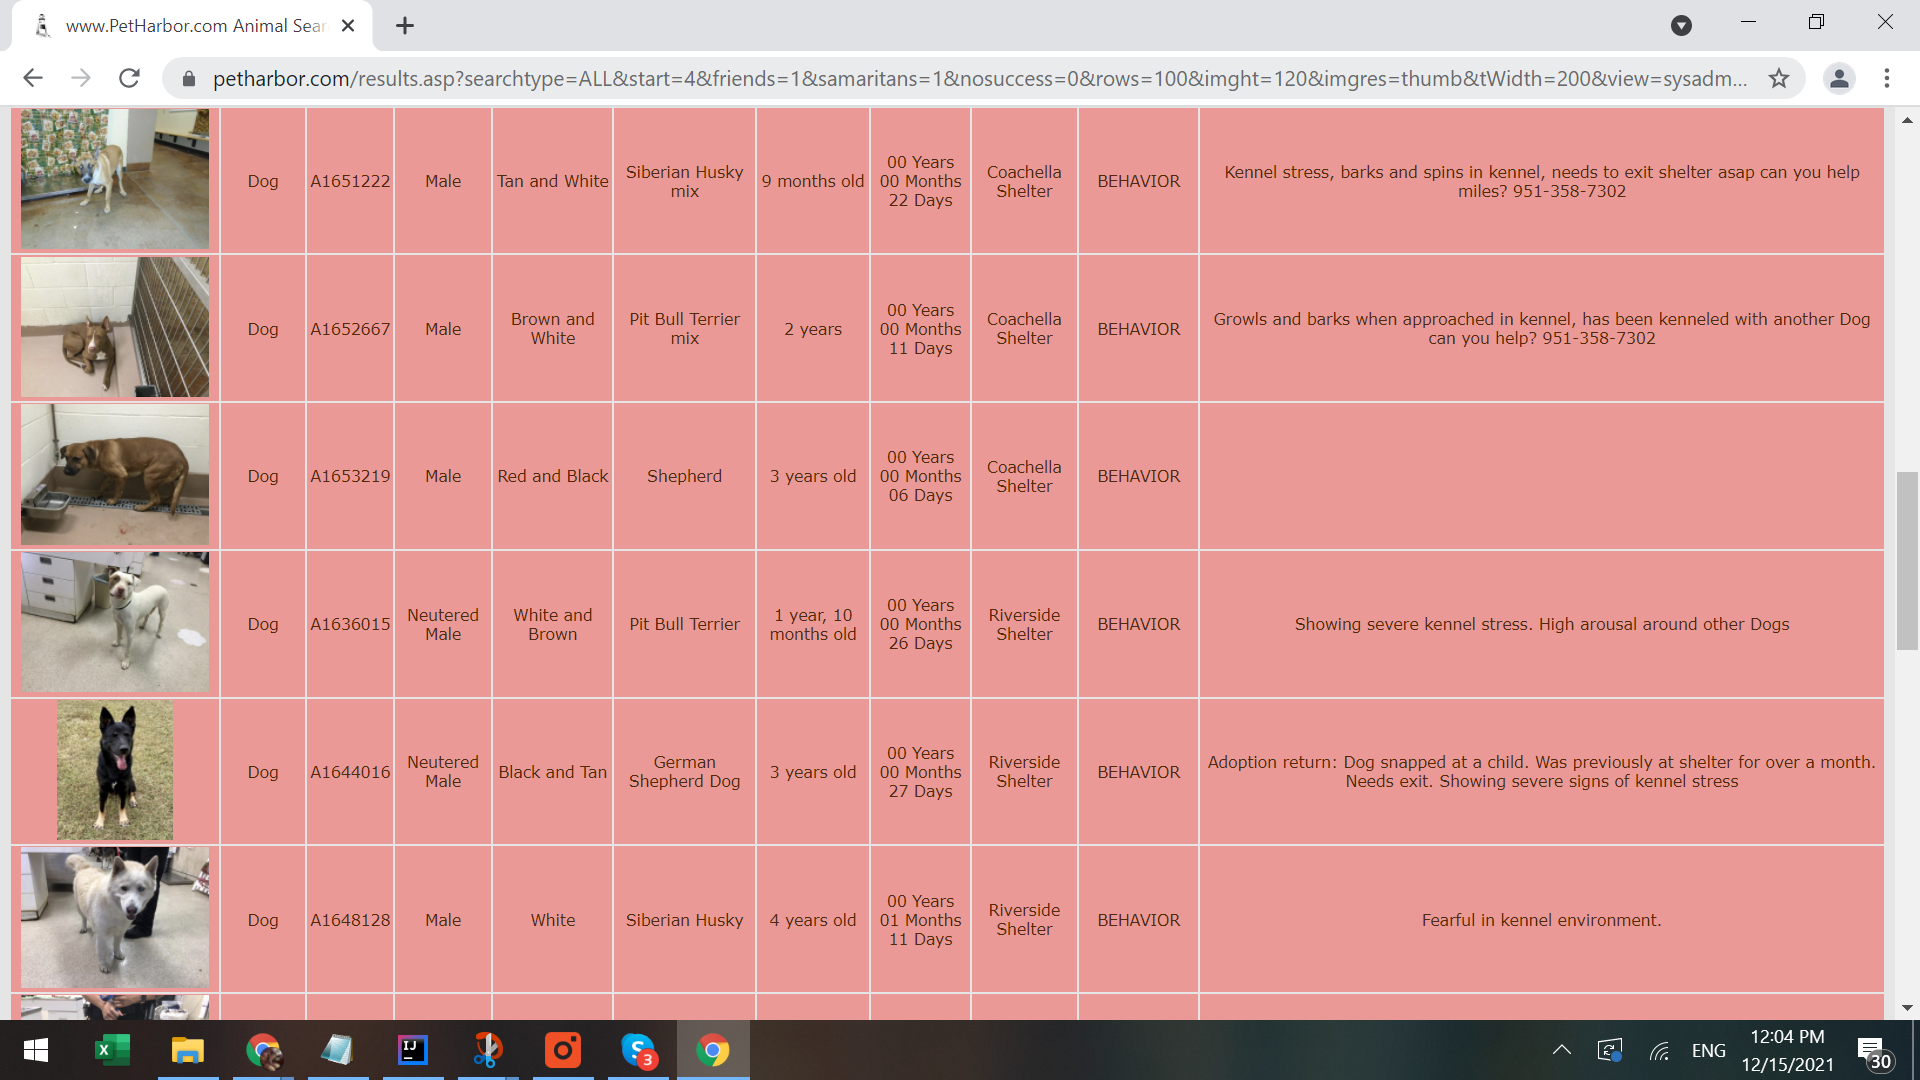 www.PetHarbor.com Animal Sear
petharbor.com/results.asp?searchtype=ALL&start=4&friends=1&samaritans=1&nosuccess=0&rows=100&imght=120&imgres=thumb&tWidth=200&view=sysadm...
Dog
A1651222
Male
Tan and White
Siberian Husky
mix
9 months old
00 Years
00 Months
22 Days
Coachella
Shelter
BEHAVIOR
Kennel stress, barks and spins in kennel, needs to exit shelter asap can you help
miles? 951-358-7302
Dog
A1652667
Male
Brown and
White
Pit Bull Terrier
mix
2 years
00 Years
00 Months
11 Days
Coachella
Shelter
BEHAVIOR
Growls and barks when approached in kennel, has been kenneled with another Dog
can you help? 951-358-7302
Dog
A1653219
Male
Red and Black
Shepherd
3 years old
00 Years
00 Months
06 Days
Coachella
Shelter
BEHAVIOR
Dog
A1636015
Neutered
Male
White and
Brown
Pit Bull Terrier
1 year, 10
months old
00 Years
00 Months
26 Days
Riverside
Shelter
BEHAVIOR
Showing severe kennel stress. High arousal around other Dogs
Dog
A1644016
Neutered
Male
Black and Tan
German
Shepherd Dog
3 years old
00 Years
00 Months
27 Days
Riverside
Shelter
BEHAVIOR
Adoption return: Dog snapped at a child. Was previously at shelter for over a month.
Needs exit. Showing severe signs of kennel stress
Dog
A1648128
Male
White
Siberian Husky
4 years old
00 Years
01 Months
11 Days
Riverside
Shelter
BEHAVIOR
Fearful in kennel environment.
X
IJ
S
3
ENG
12:04 PM
12/15/2021
30